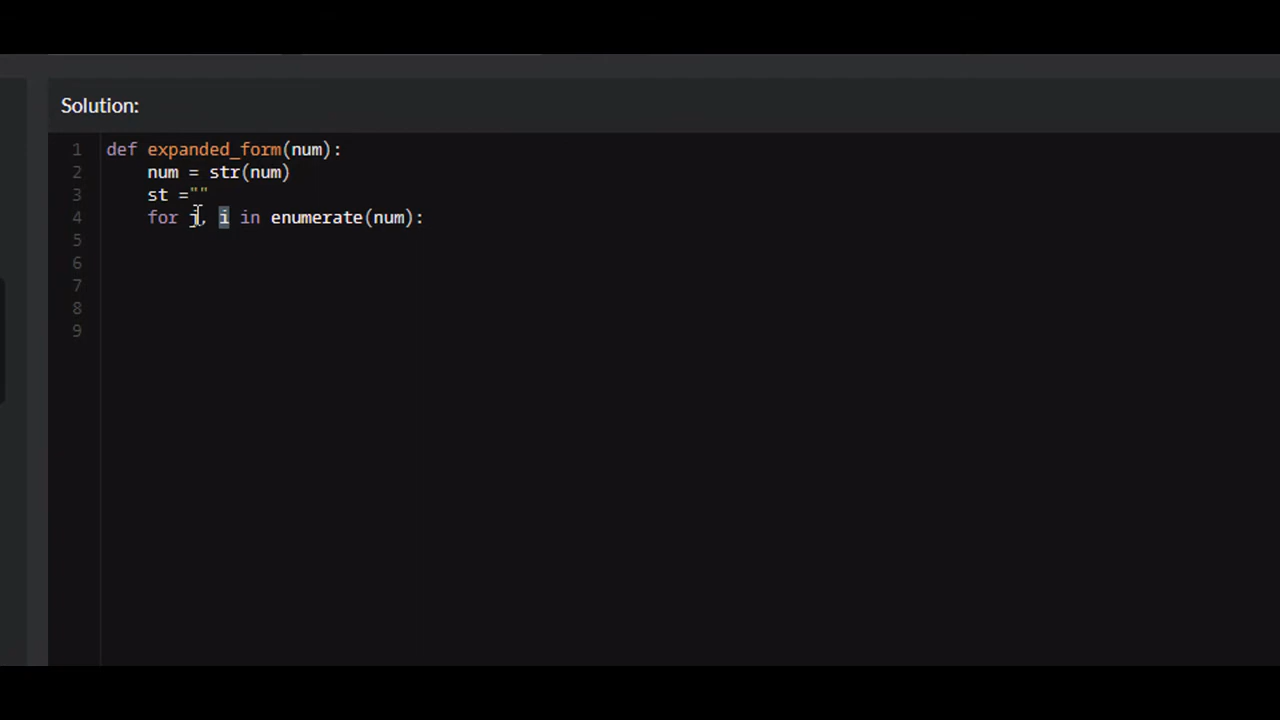 Solution:
1 def expanded_form(num):
2 num = str(num)
3 st =""
4 for j, i in enumerate(num):
5
6
7
8
9